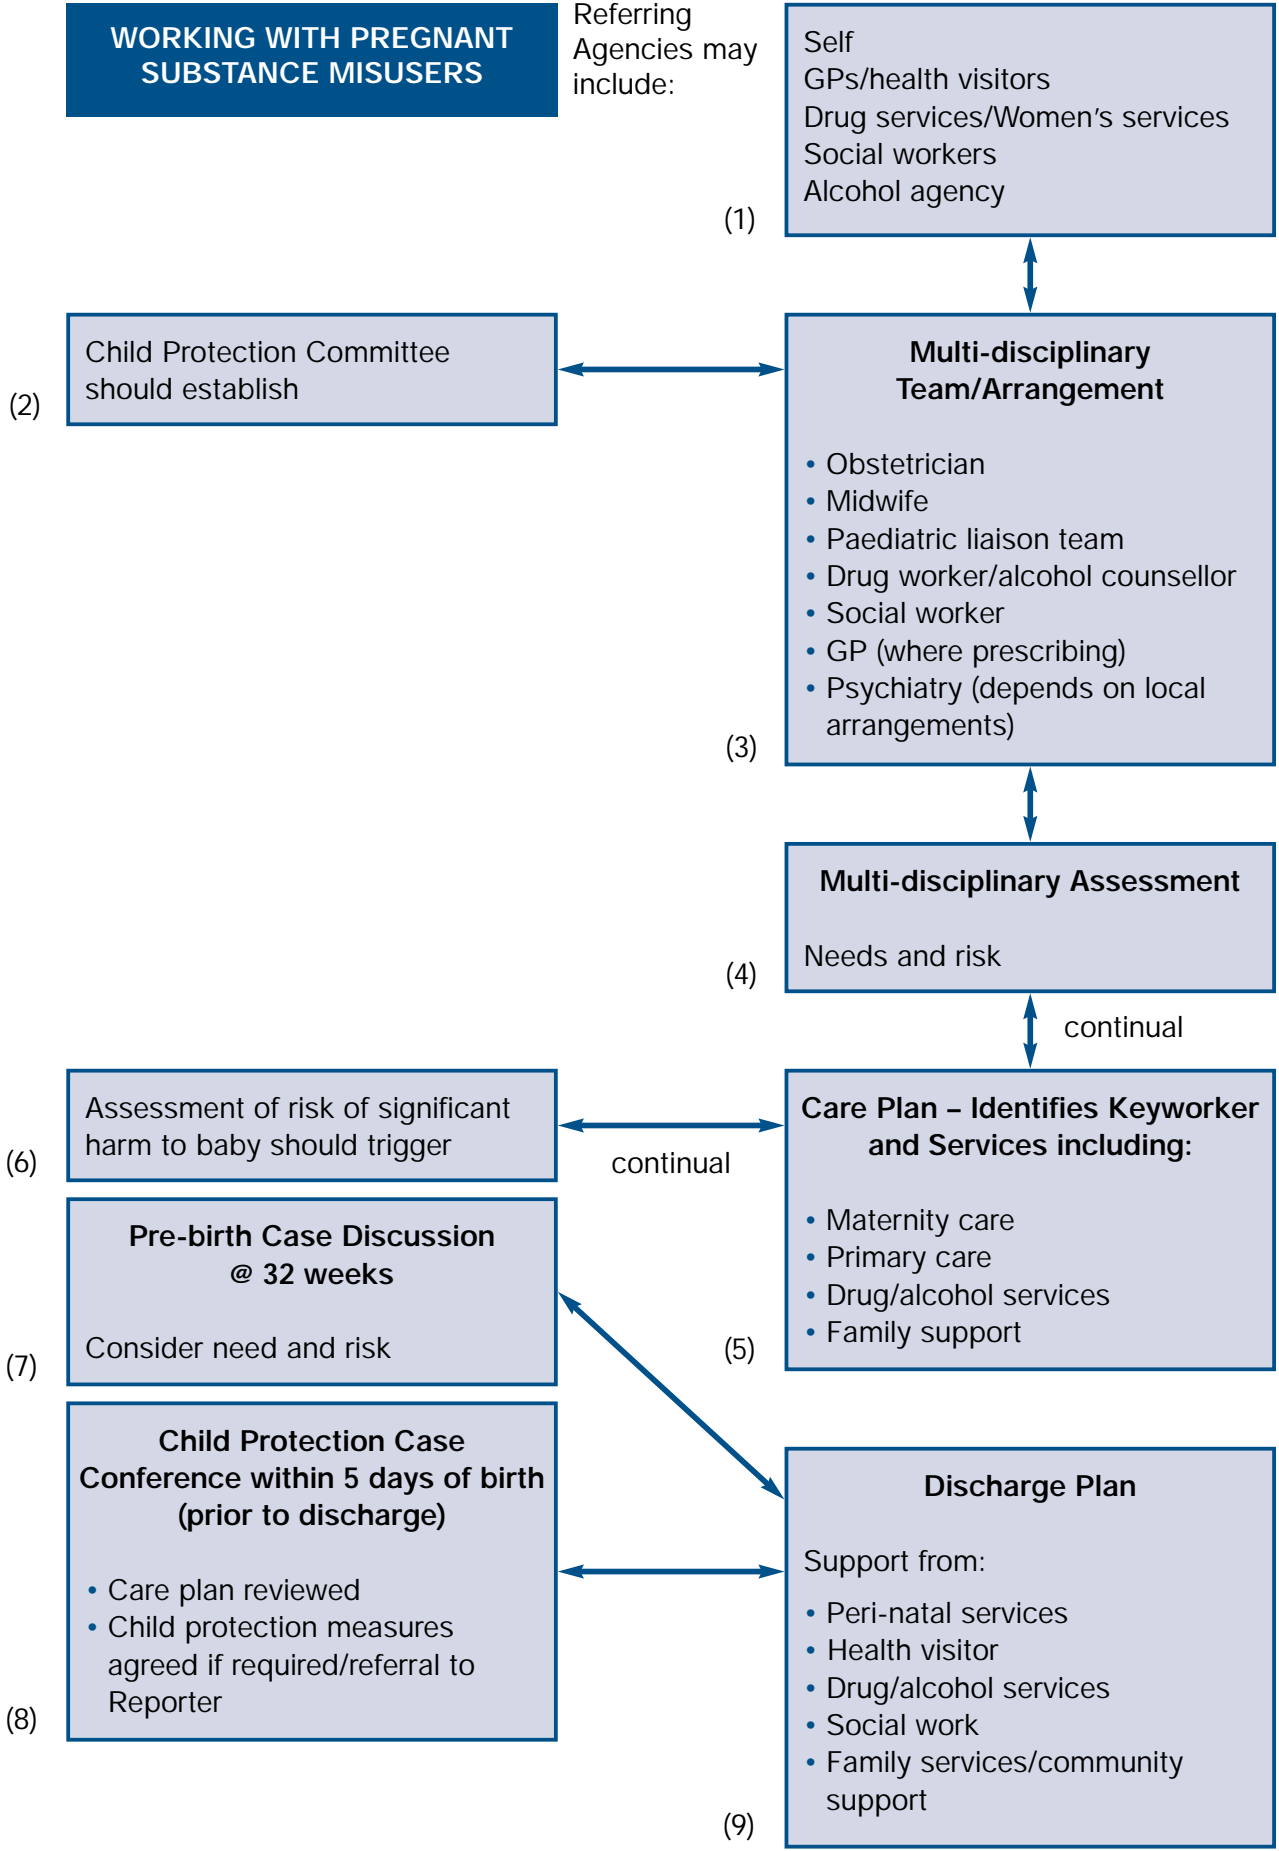 WORKING WITH PREGNANT
SUBSTANCE MISUSERS
Referring
Agencies may
include:
Self
GPs/health visitors
Drug services/Women’s services
Social workers
Alcohol agency
(1)
Child Protection Committee
should establish
(2)
Multi-disciplinary
Team/Arrangement
• Obstetrician
• Midwife
• Paediatric liaison team
• Drug worker/alcohol counsellor
• Social worker
• GP (where prescribing)
• Psychiatry (depends on local
arrangements)
(3)
Multi-disciplinary Assessment
Needs and risk
(4)
continual
Assessment of risk of significant
harm to baby should trigger
(6)
continual
Care Plan – Identifies Keyworker
and Services including:
• Maternity care
• Primary care
• Drug/alcohol services
• Family support
(5)
Pre-birth Case Discussion
@ 32 weeks
Consider need and risk
(7)
Child Protection Case
Conference within 5 days of birth
(prior to discharge)
• Care plan reviewed
• Child protection measures
agreed if required/referral to
Reporter
(8)
Discharge Plan
Support from:
• Peri-natal services
• Health visitor
• Drug/alcohol services
• Social work
• Family services/community
support
(9)